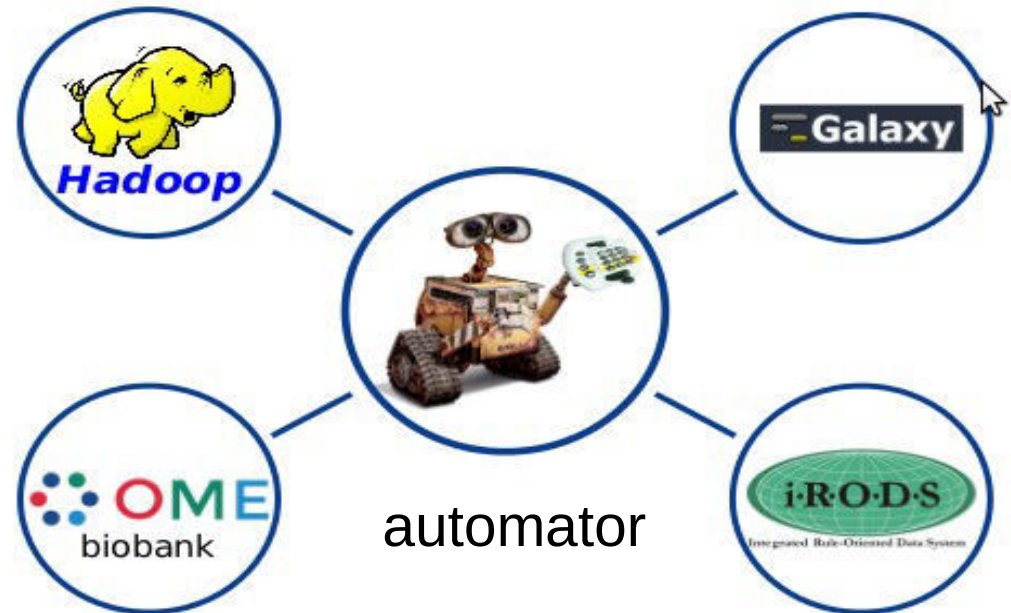 Hadoop
Galaxy
OME
biobank
automator
i·R·O·D·S
Integrated Rule-Oriented Data System